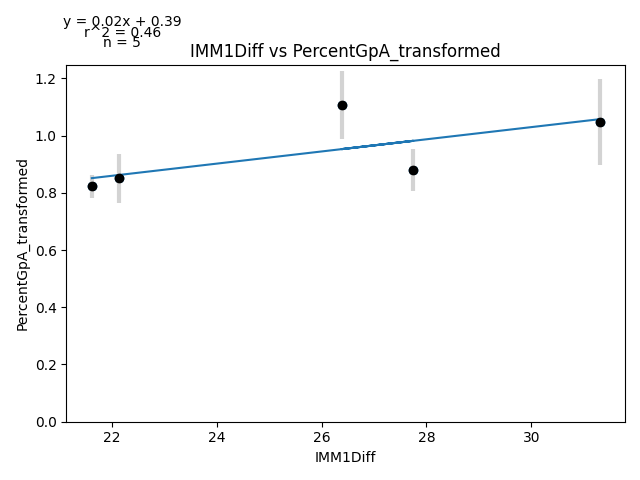 y = 0.02x + 0.39
r^2 = 0.46
n = 5
IMM1Diff vs PercentGpA_transformed
1.2
1.0
0.8
0.6
0.4
0.2
0.0
PercentGpA_transformed
22 24 26 28 30
IMM1Diff